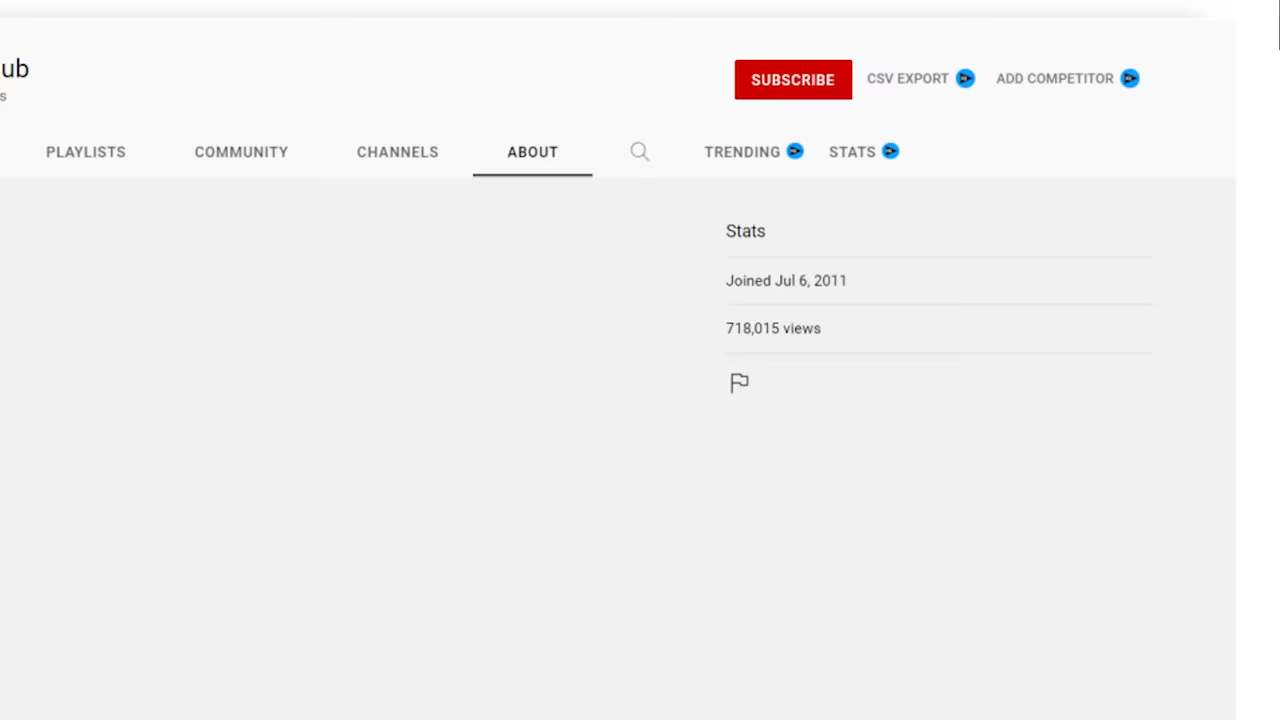 ub
s
SUBSCRIBE CSV EXPORT ADD COMPETITOR
PLAYLISTS COMMUNITY CHANNELS ABOUT TRENDING STATS
Stats
Joined Jul 6, 2011
718,015 views